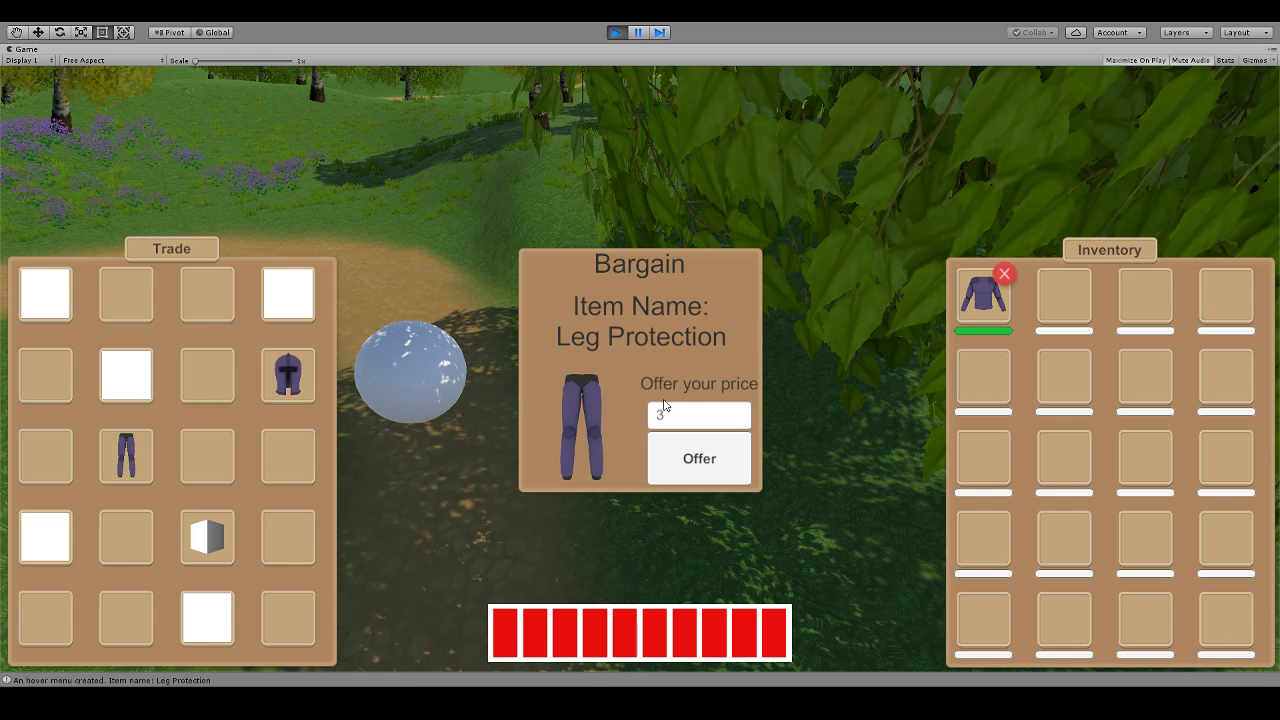 Pivot Global Collab Account Layers Layout
Game
Display 1 Free Aspect Scale 1x Maximize On Play Mute Audio Stats Gizmos
Trade
Bargain
Item Name:
Leg Protection
Offer your price
3
Offer
Inventory
An hover menu created. Item name: Leg Protection